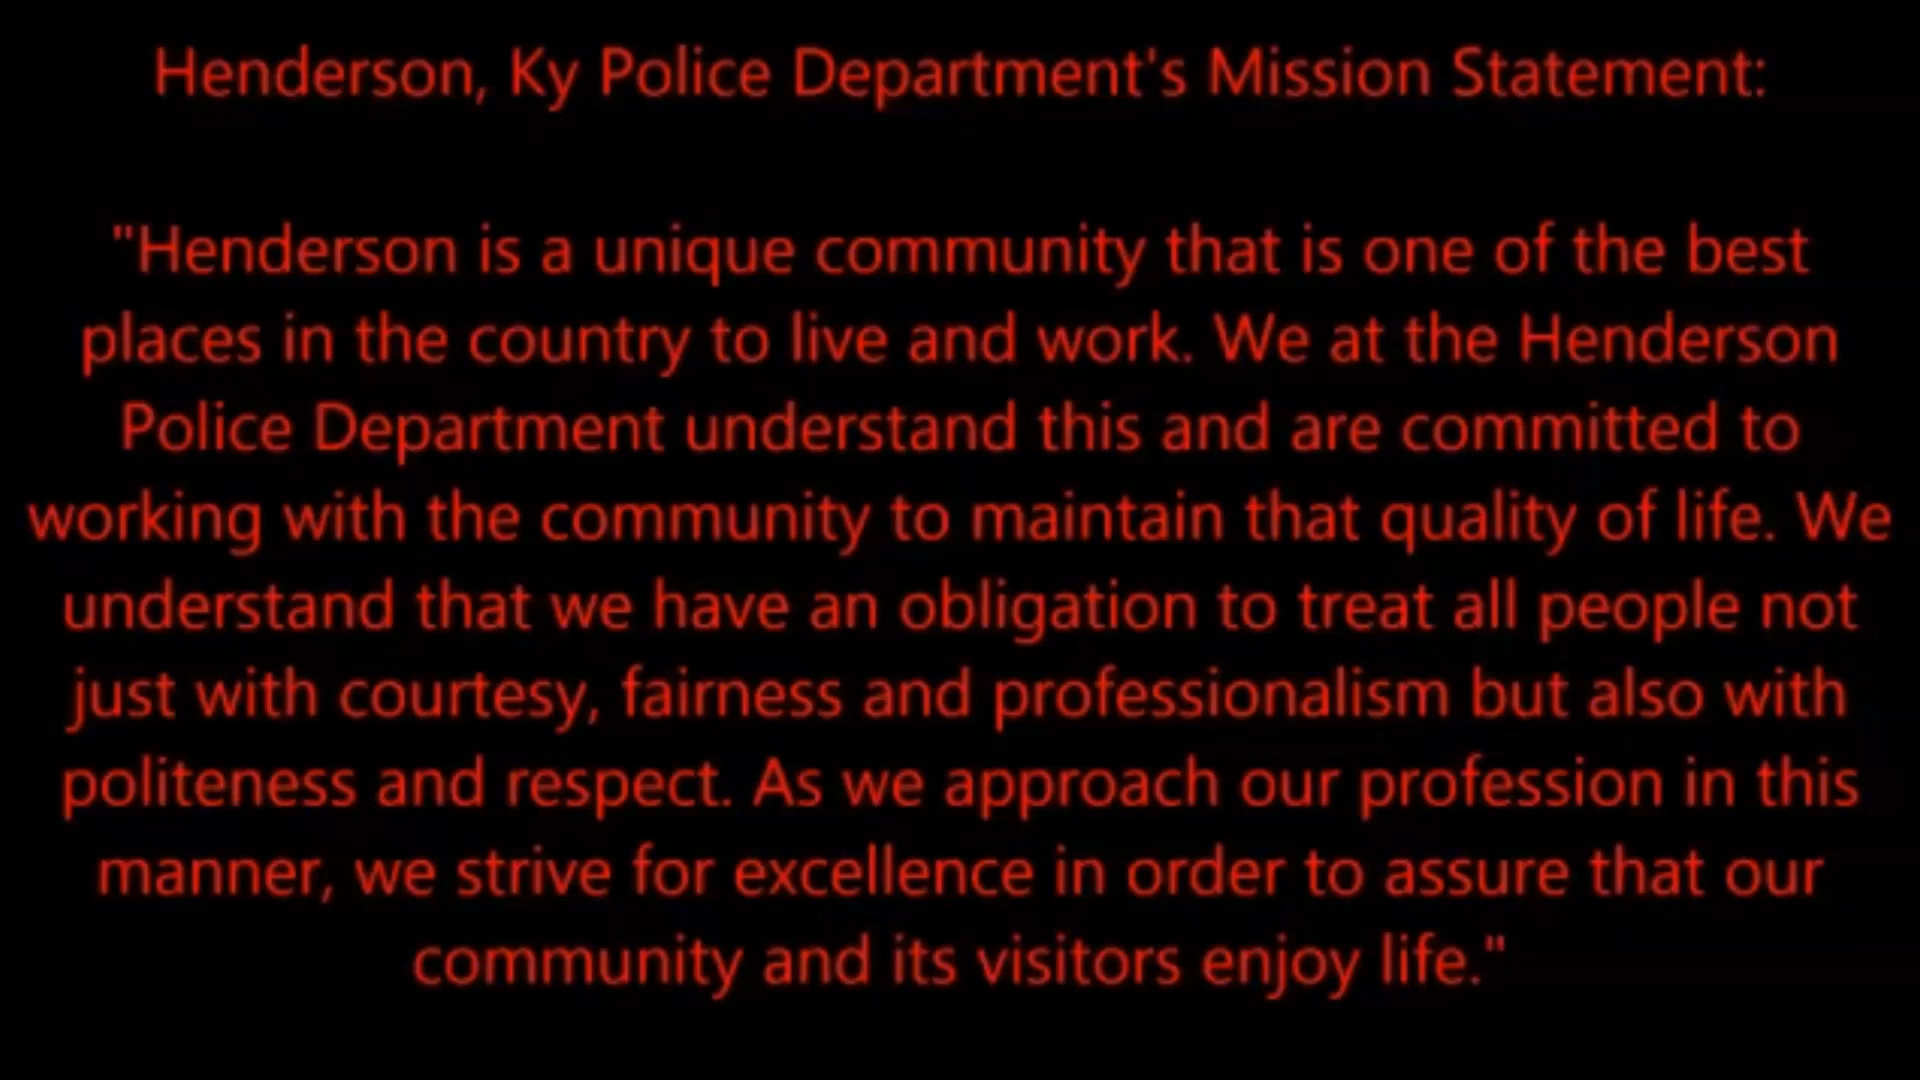 Henderson, Ky Police Department's Mission Statement:
"Henderson is a unique community that is one of the best
places in the country to live and work. We at the Henderson
Police Department understand this and are committed to
working with the community to maintain that quality of life. We
understand that we have an obligation to treat all people not
just with courtesy, fairness and professionalism but also with
politeness and respect. As we approach our profession in this
manner, we strive for excellence in order to assure that our
community and its visitors enjoy life."